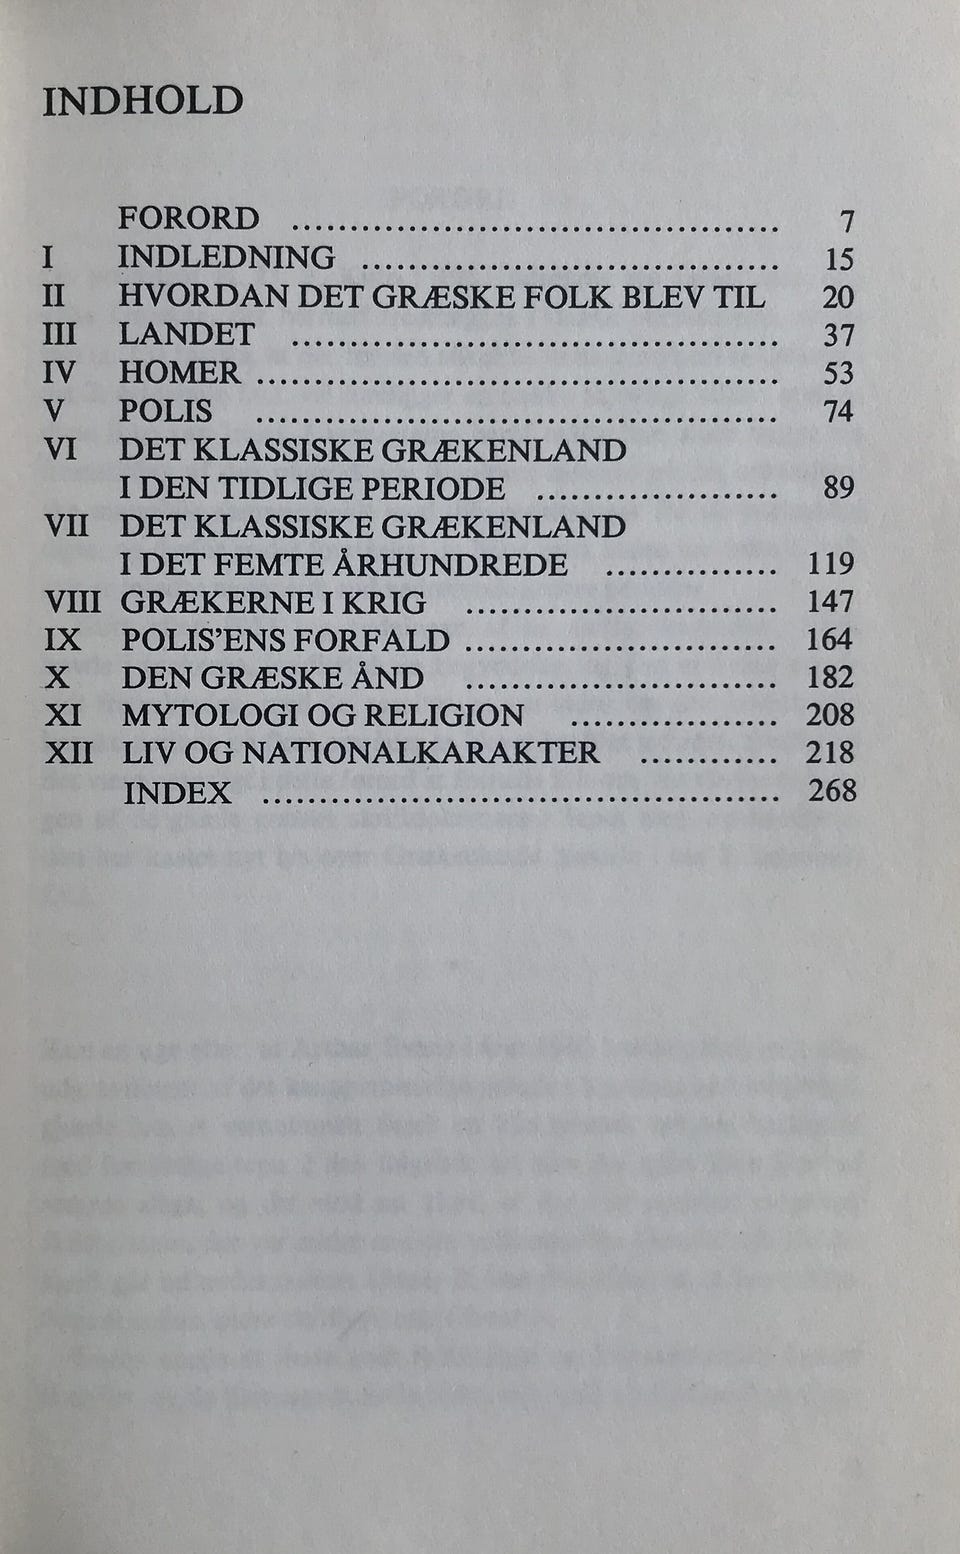 INDHOLD
FORORD ........................................ 7
I INDLEDNING .................................. 15
II HVORDAN DET GRÆSKE FOLK BLEV TIL 20
III LANDET ........................................ 37
IV HOMER ........................................... 53
V POLIS ........................................... 74
VI DET KLASSISKE GRÆKENLAND
I DEN TIDLIGE PERIODE ..................... 89
VII DET KLASSISKE GRÆKENLAND
I DET FEMTE ÅRHUNDREDE ............... 119
VIII GRÆKERNE I KRIG .......................... 147
IX POLIS'ENS FORFALD ...................... 164
X DEN GRÆSKE ÅND .......................... 182
XI MYTOLOGI OG RELIGION .................. 208
XII LIV OG NATIONALKARAKTER ............ 218
INDEX ............................................ 268